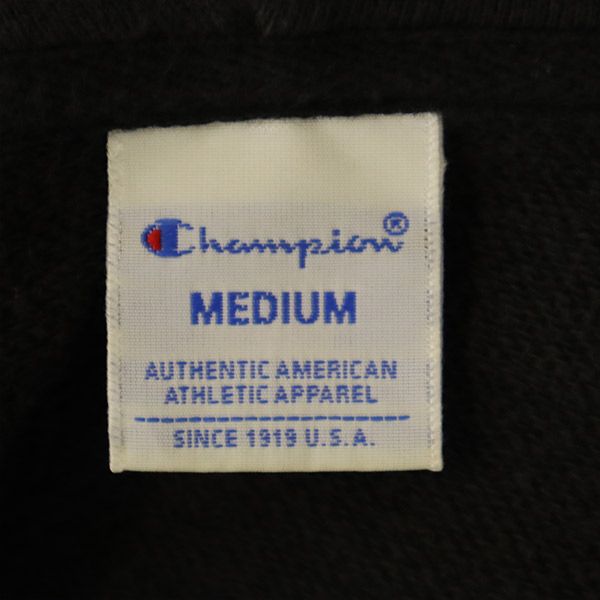 Champion®
MEDIUM
AUTHENTIC AMERICAN
ATHLETIC APPAREL
SINCE 1919 U.S.A.